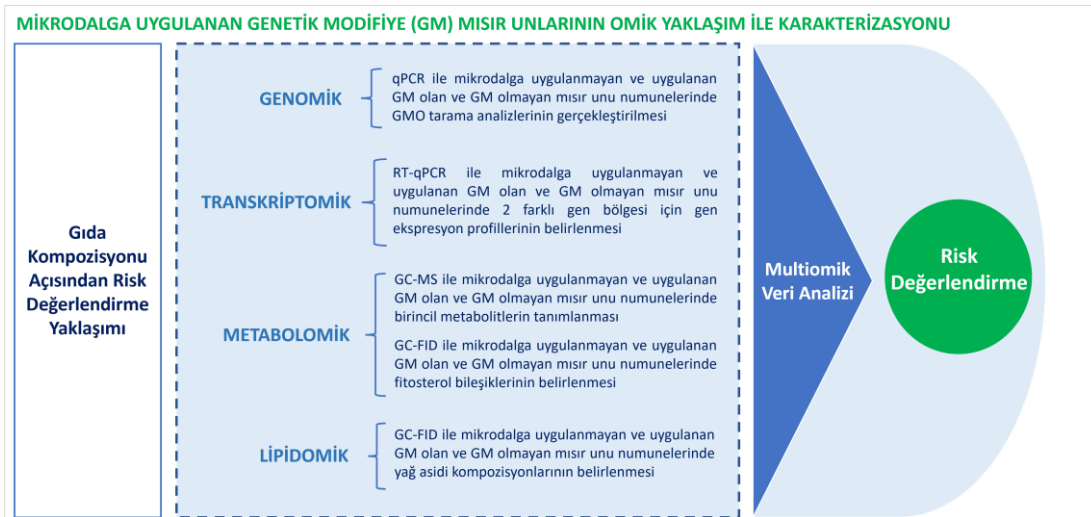 MİKRODALGA UYGULANAN GENETİK MODİFİYE (GM) MISIR UNLARININ OMİK YAKLAŞIM İLE KARAKTERİZASYONU
Gıda
Kompozisyonu
Açısından Risk
Değerlendirme
Yaklaşımı
GENOMİK
qPCR ile mikrodalga uygulanmayan ve uygulanan
GM olan ve GM olmayan mısır unu numunelerinde
GMO tarama analizlerinin gerçekleştirilmesi
TRANSKRİPTOMİK
RT-qPCR ile mikrodalga uygulanmayan ve
uygulanan GM olan ve GM olmayan mısır unu
numunelerinde 2 farklı gen bölgesi için gen
ekspresyon profillerinin belirlenmesi
METABOLOMİK
GC-MS ile mikrodalga uygulanmayan ve uygulanan
GM olan ve GM olmayan mısır unu numunelerinde
birincil metabolitlerin tanımlanması
GC-FID ile mikrodalga uygulanmayan ve uygulanan
GM olan ve GM olmayan mısır unu numunelerinde
fitosterol bileşiklerinin belirlenmesi
LİPİDOMİK
GC-FID ile mikrodalga uygulanmayan ve uygulanan
GM olan ve GM olmayan mısır unu numunelerinde
yağ asidi kompozisyonlarının belirlenmesi
Multiomik
Veri Analizi
Risk
Değerlendirme